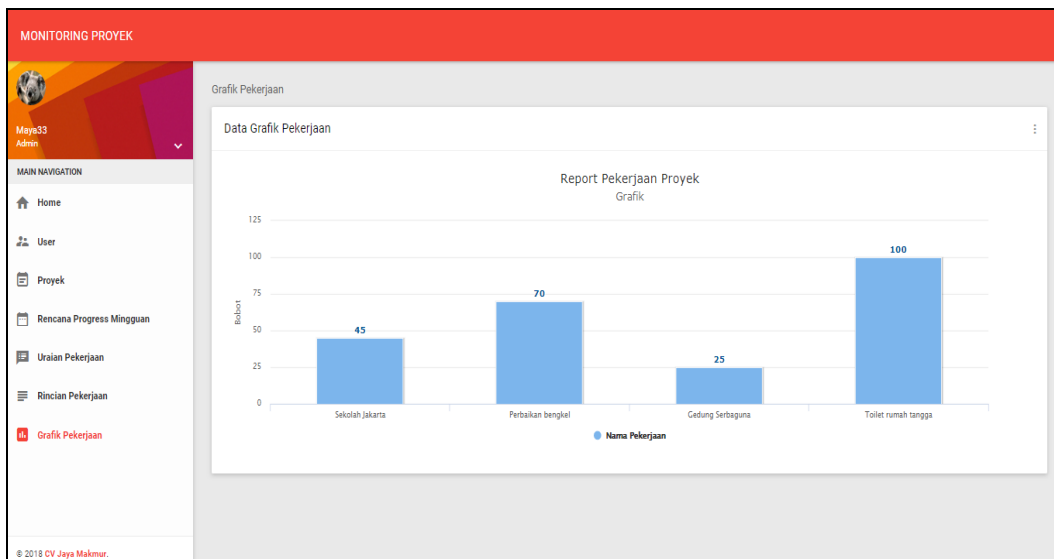 MONITORING PROYEK
Maya33
Admin
MAIN NAVIGATION
Home
User
Proyek
Rencana Progress Mingguan
Uraian Pekerjaan
Rincian Pekerjaan
Grafik Pekerjaan
© 2018 CV Jaya Makmur.
Grafik Pekerjaan
Data Grafik Pekerjaan
Report Pekerjaan Proyek
Grafik
Bobot
125
100
75
50
25
0
45
70
25
100
Sekolah Jakarta
Perbaikan bengkel
Gedung Serbaguna
Toilet rumah tangga
Nama Pekerjaan